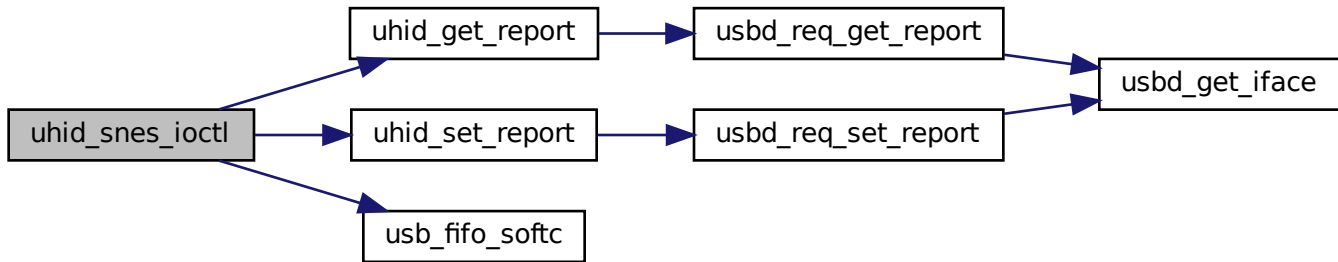 uhid_get_report
usbd_req_get_report
usbd_get_iface
uhid_snes_ioctl
uhid_set_report
usbd_req_set_report
usb_fifo_softc